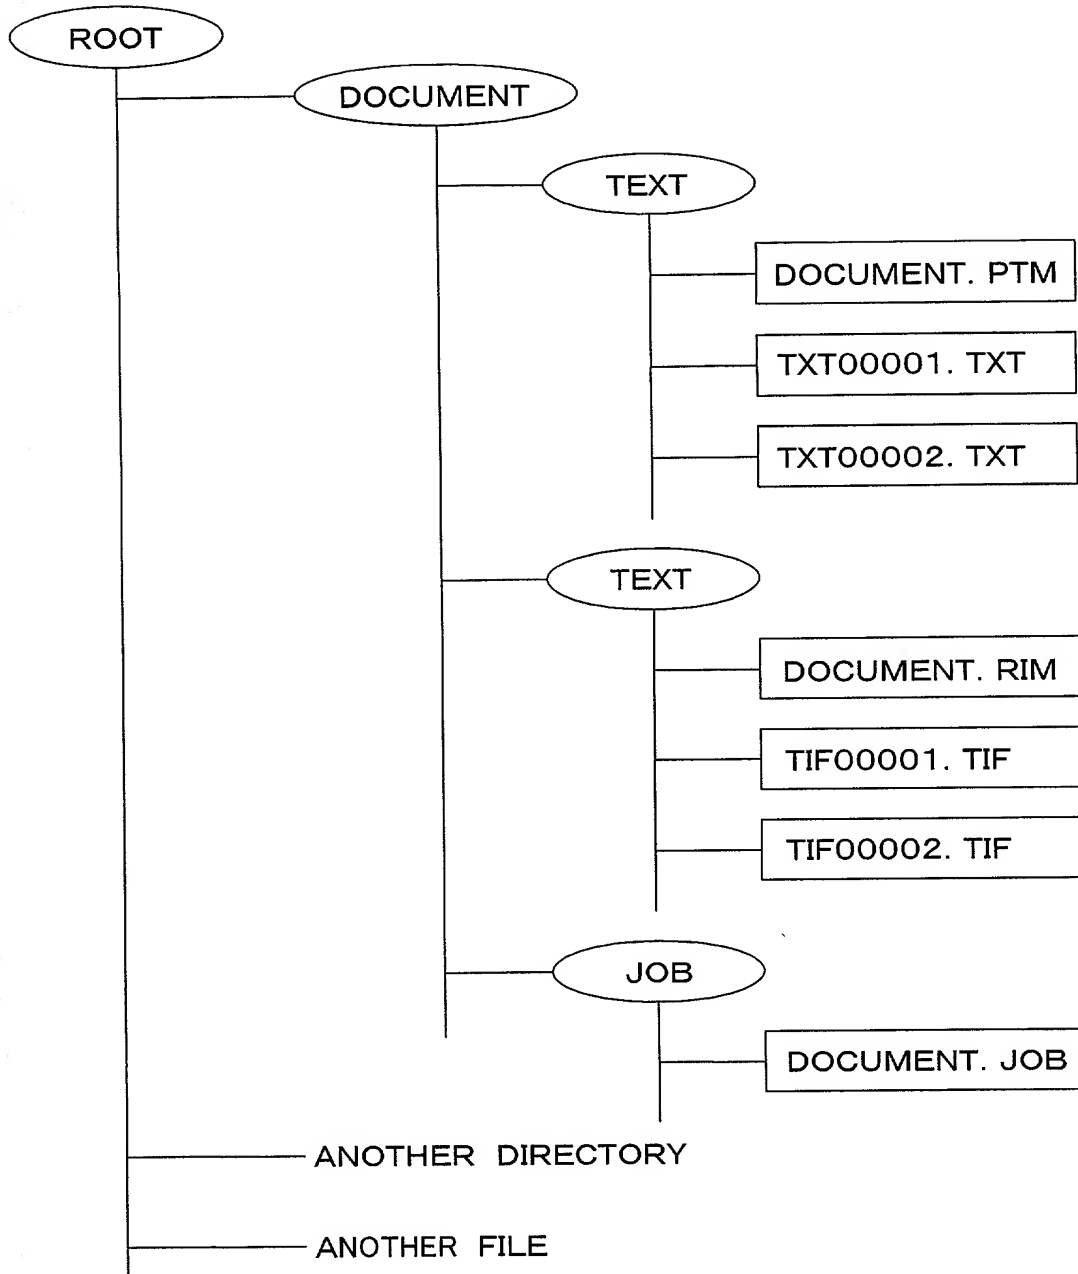 ROOT
DOCUMENT
TEXT
DOCUMENT. PTM
TXT00001. TXT
TXT00002. TXT
TEXT
DOCUMENT. RIM
TIF00001. TIF
TIF00002. TIF
JOB
DOCUMENT. JOB
ANOTHER DIRECTORY
ANOTHER FILE